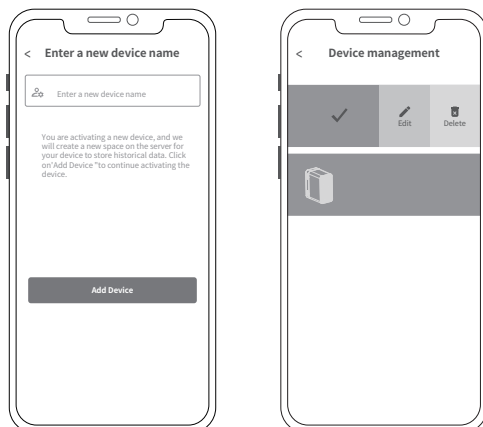 < Enter a new device name
Enter a new device name
You are activating a new device, and we
will create a new space on the server for
your device to store historical data. Click
on'Add Device "to continue activating the
device.
Add Device
< Device management
Edit Delete